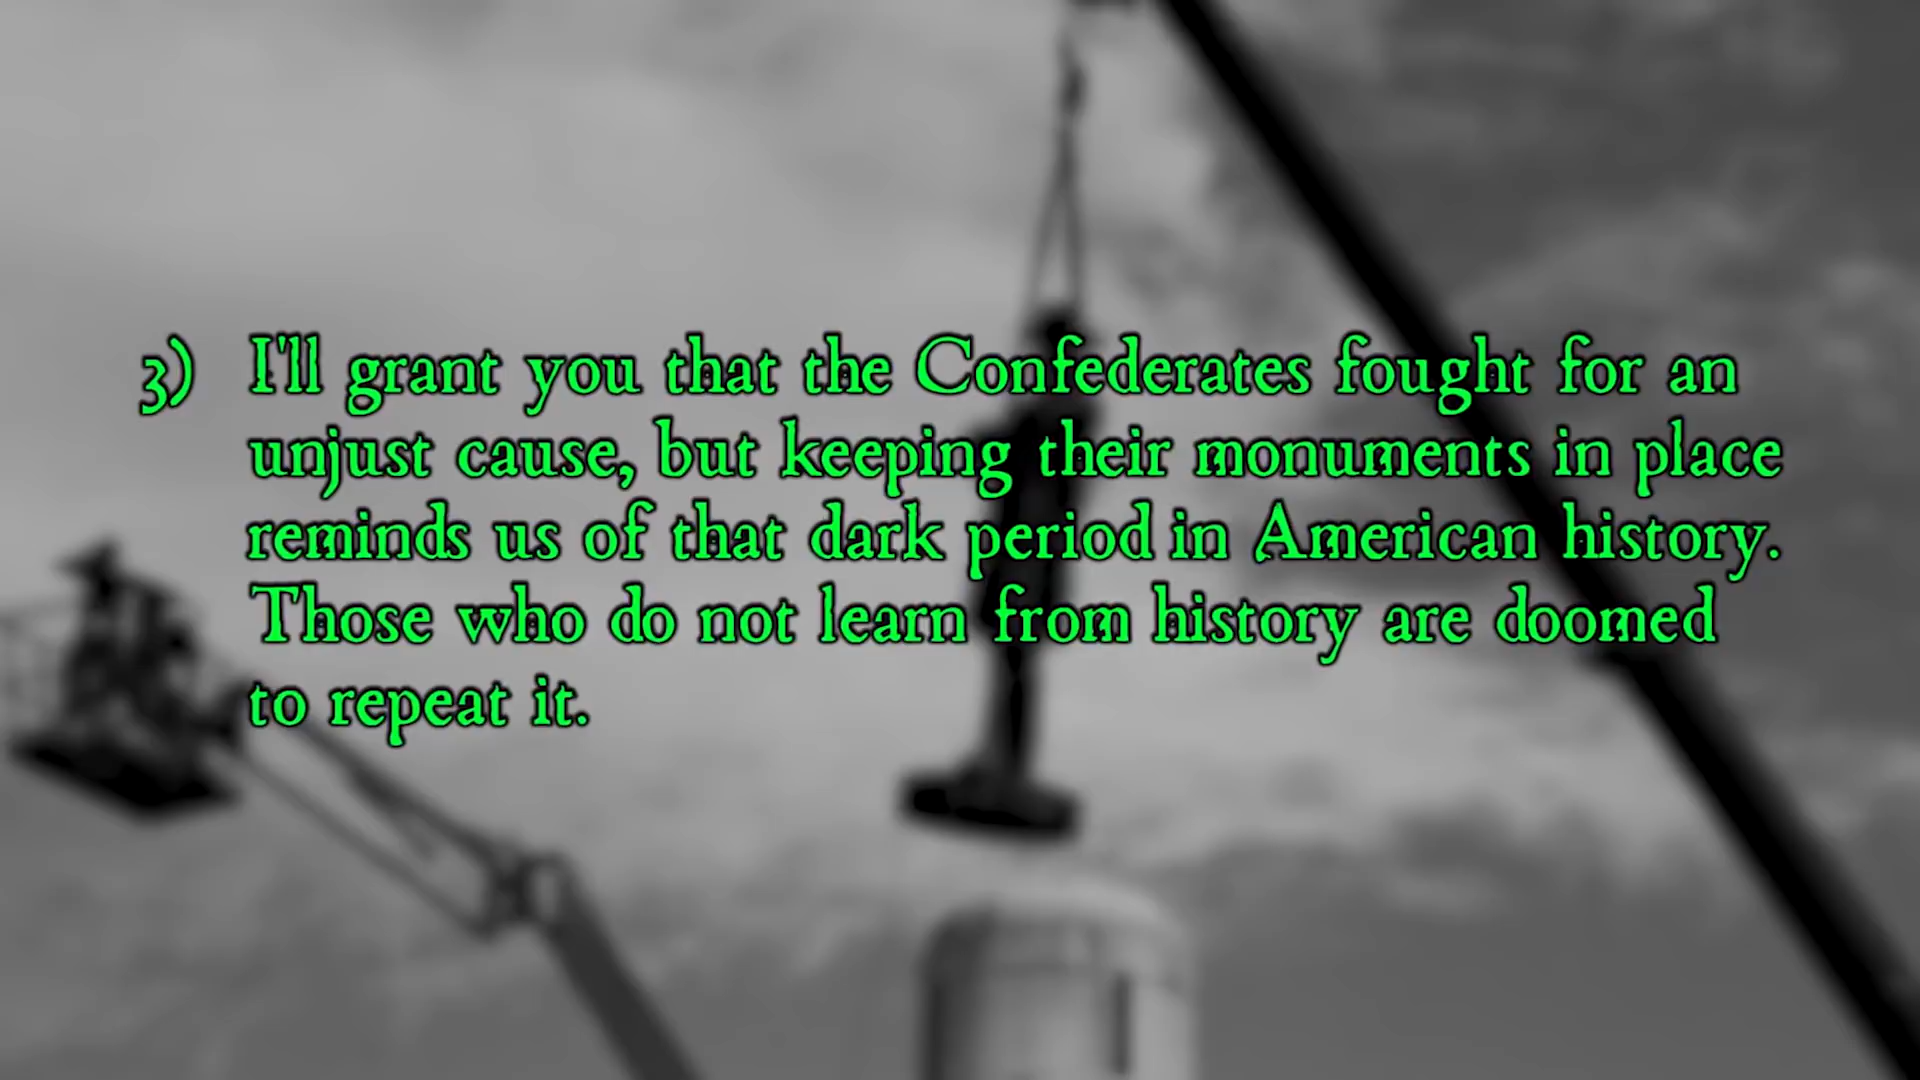 3) I'll grant you that the Confederates fought for an
unjust cause, but keeping their monuments in place
reminds us of that dark period in American history.
Those who do not learn from history are doomed
to repeat it.